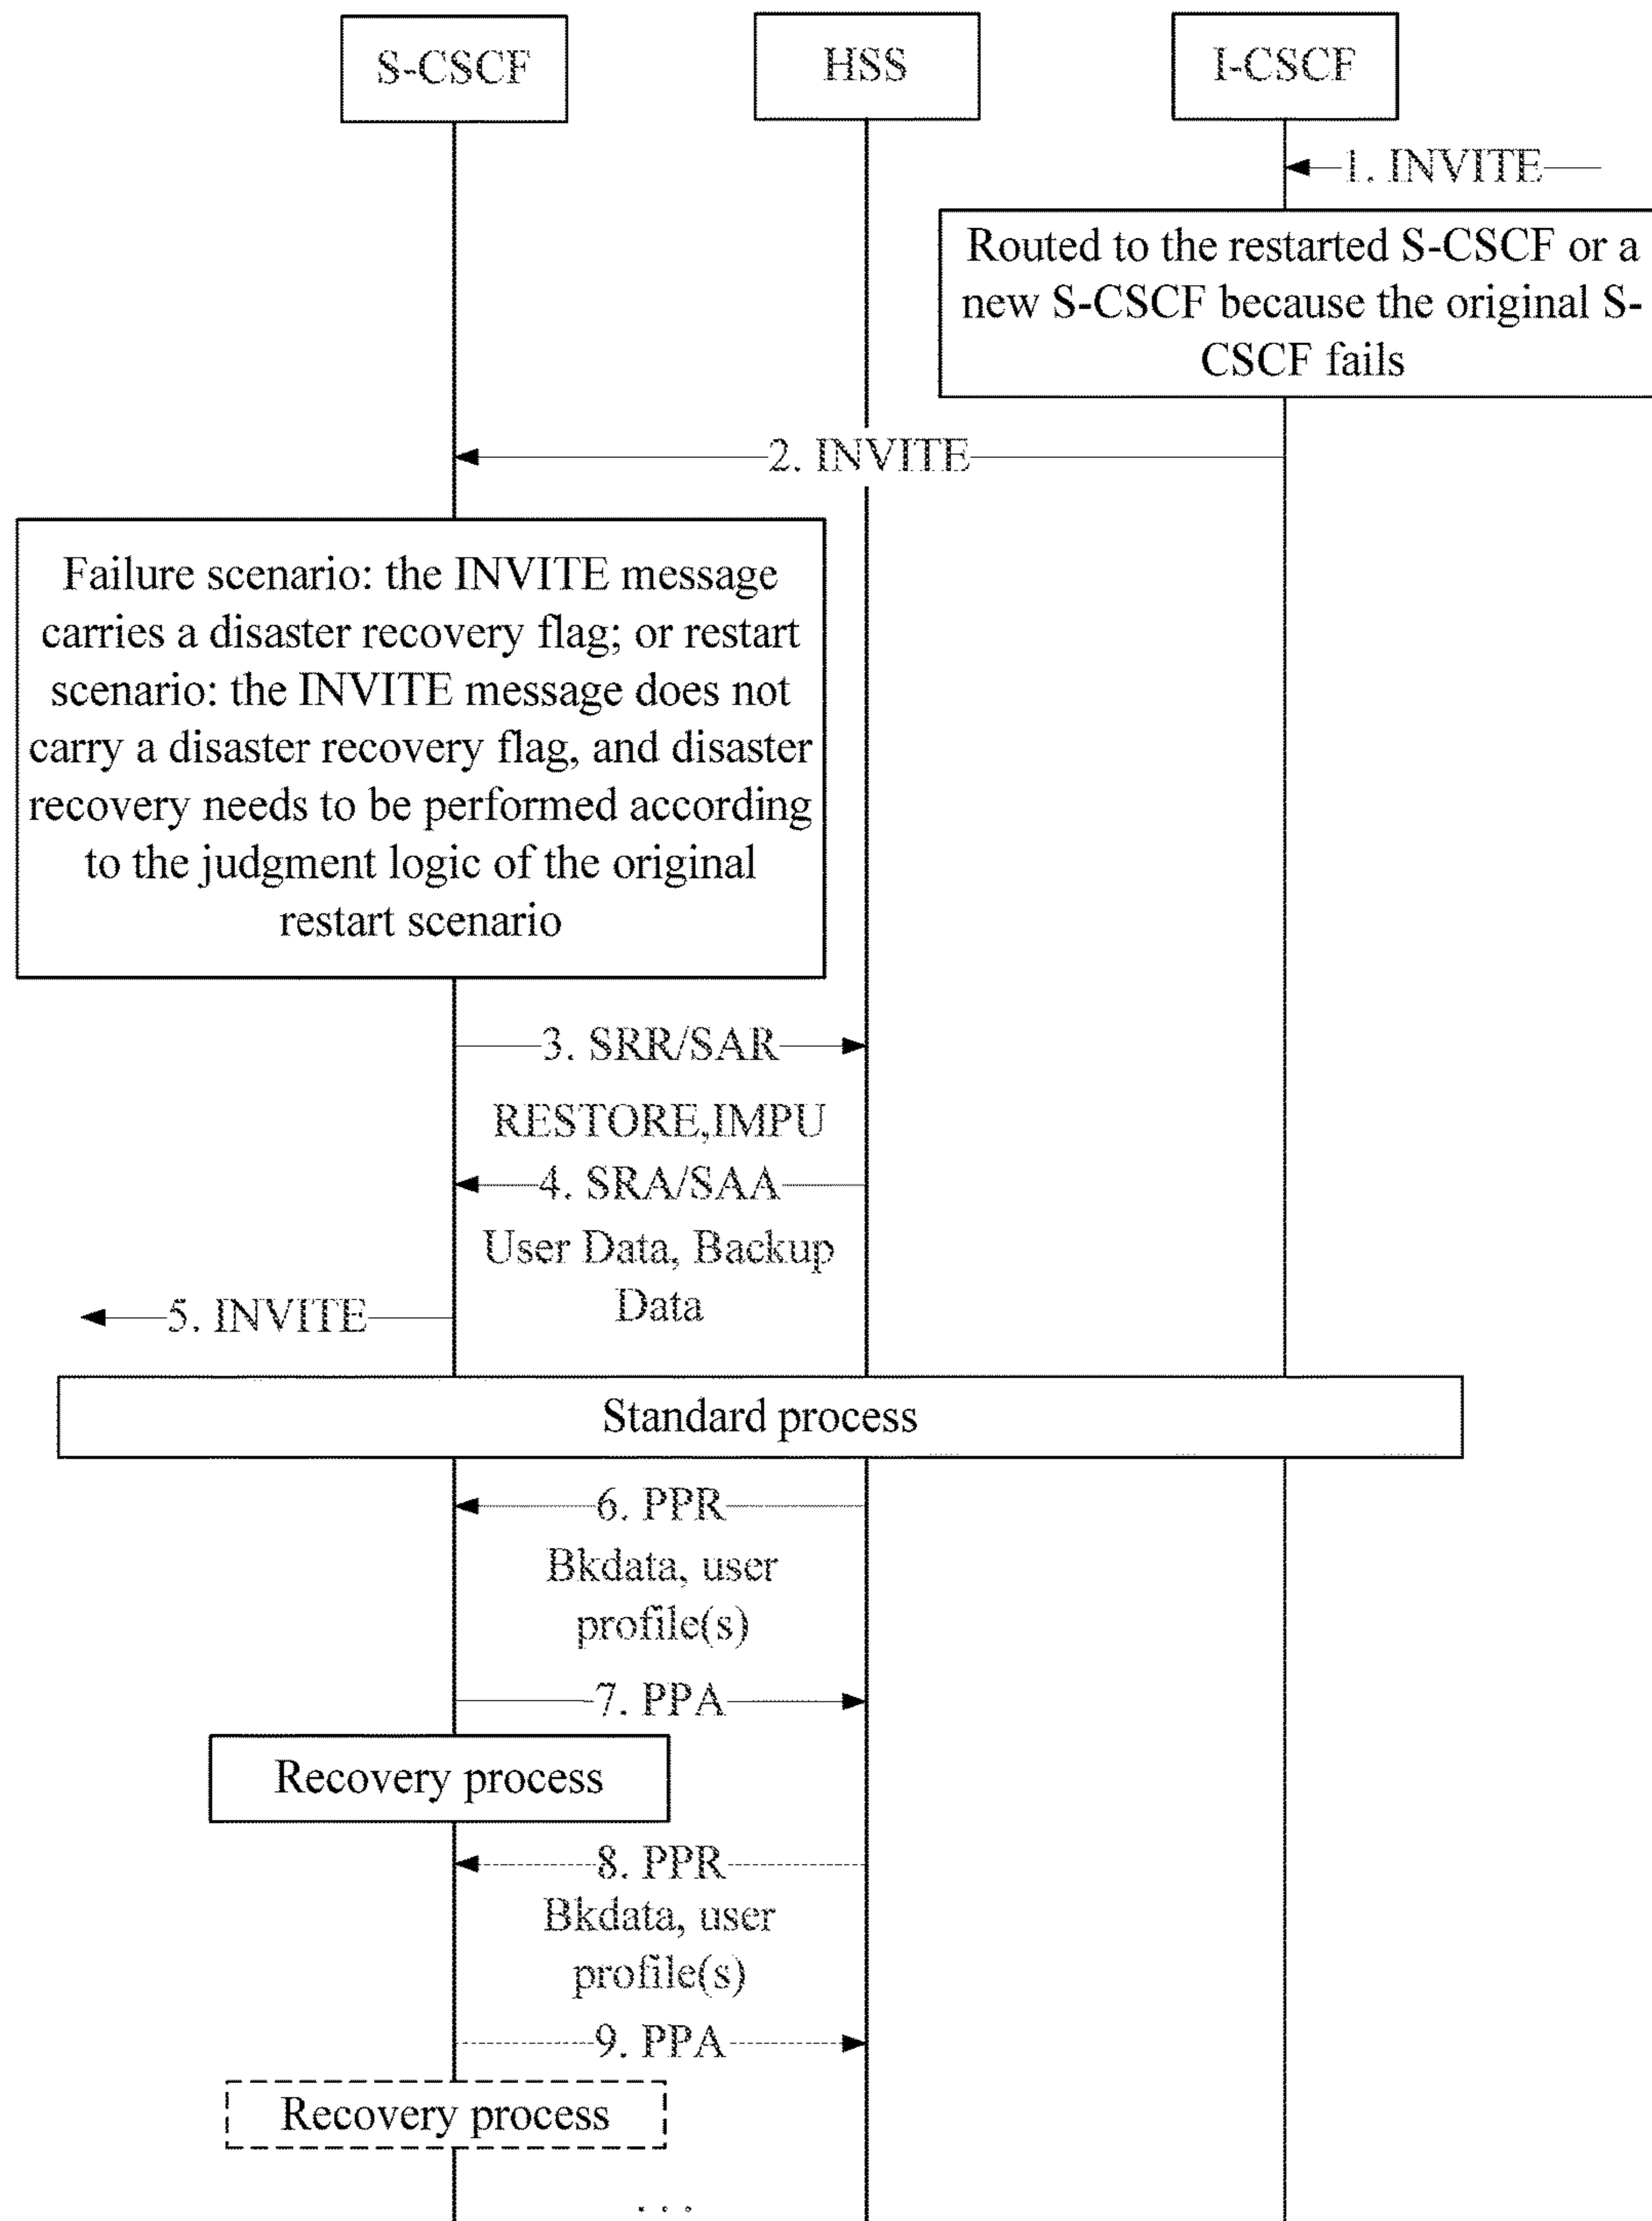 S-CSCF
HSS
I-CSCF
1. INVITE
Routed to the restarted S-CSCF or a
new S-CSCF because the original S-
CSCF fails
2. INVITE
Failure scenario: the INVITE message
carries a disaster recovery flag; or restart
scenario: the INVITE message does not
carry a disaster recovery flag, and disaster
recovery needs to be performed according
to the judgment logic of the original
restart scenario
3. SRR/SAR
RESTORE,IMPU
4. SRA/SAA
User Data, Backup
Data
5. INVITE
Standard process
6. PPR
Bkdata, user
profile(s)
7. PPA
Recovery process
8. PPR
Bkdata, user
profile(s)
9. PPA
Recovery process
. . .